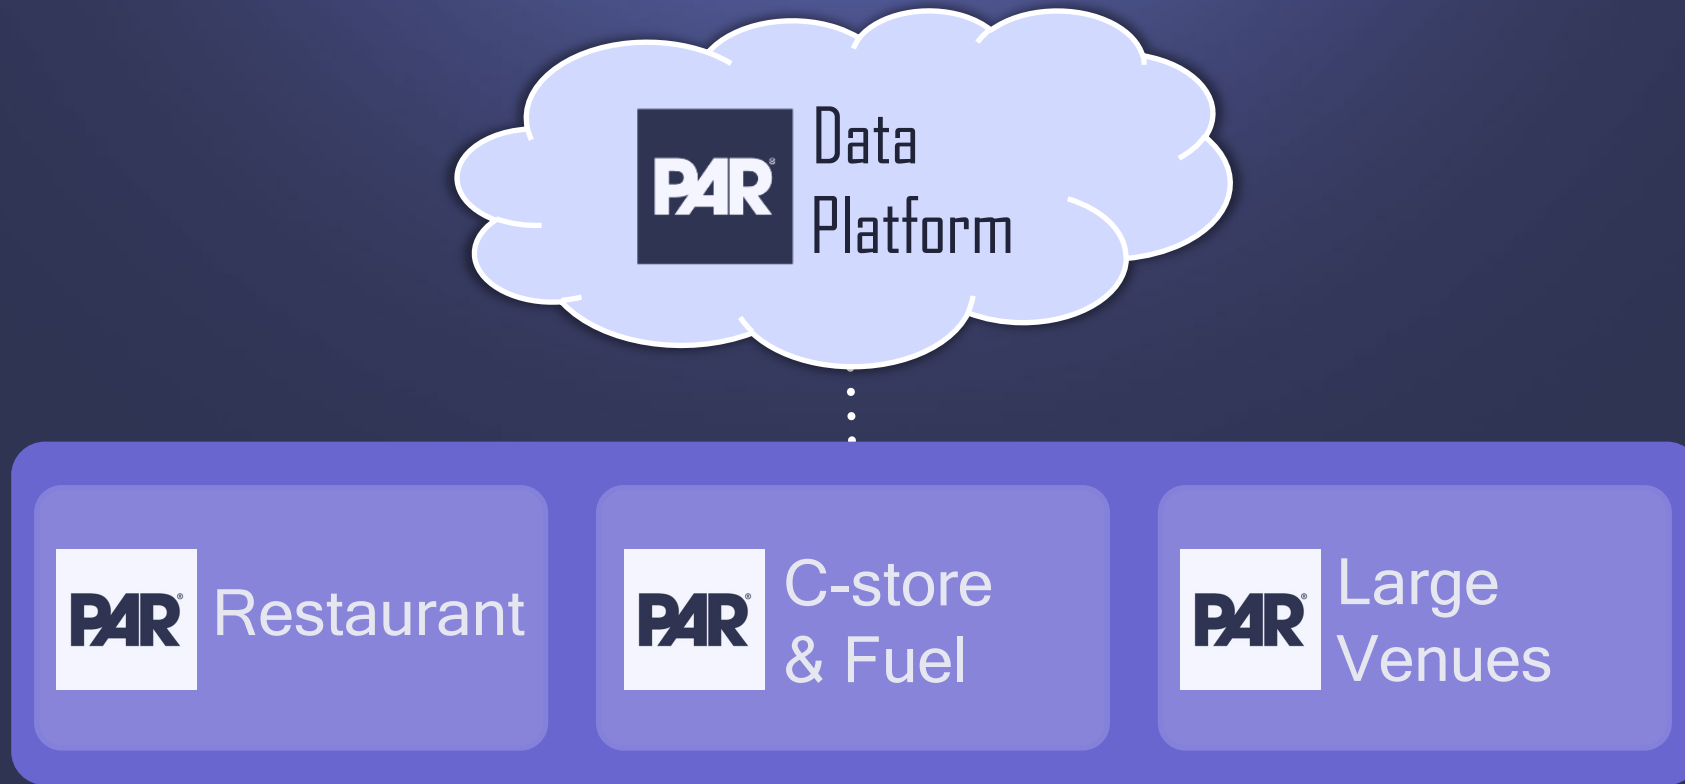 PAR®
Data
Platform
PAR®
Restaurant
PAR®
C-store
& Fuel
PAR®
Large
Venues